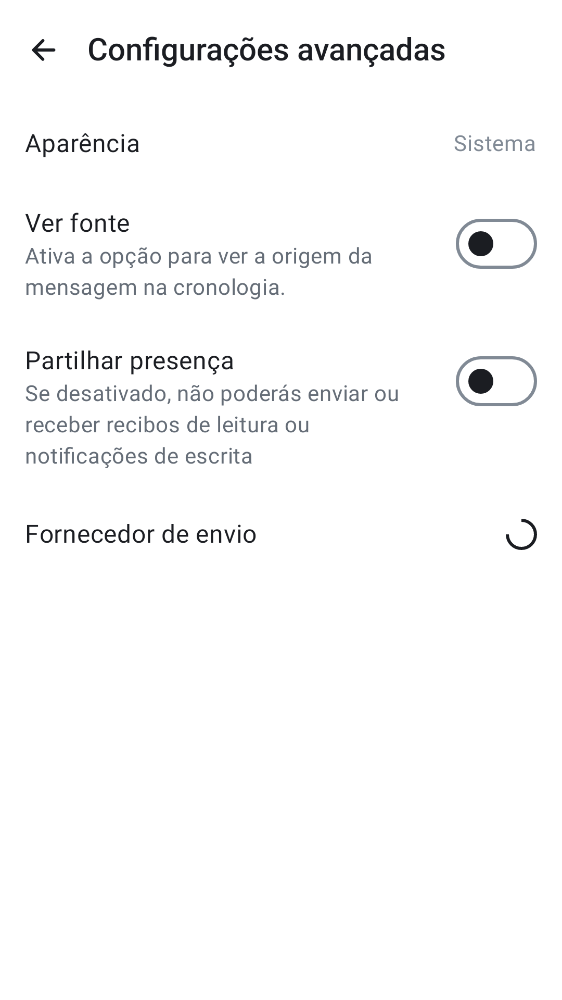 Configurações avançadas
Aparência
Sistema
Ver fonte
Ativa a opção para ver a origem da
mensagem na cronologia.
Partilhar presença
Se desativado, não poderás enviar ou
receber recibos de leitura ou
notificações de escrita
Fornecedor de envio